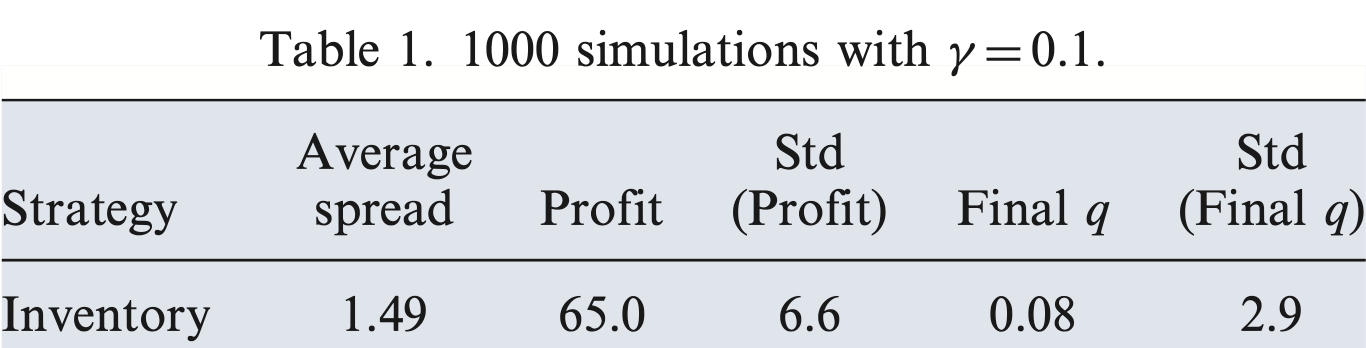 Table 1. 1000 simulations with γ = 0.1.
Average Std Std
Strategy spread Profit (Profit) Final q (Final q)
Inventory 1.49 65.0 6.6 0.08 2.9